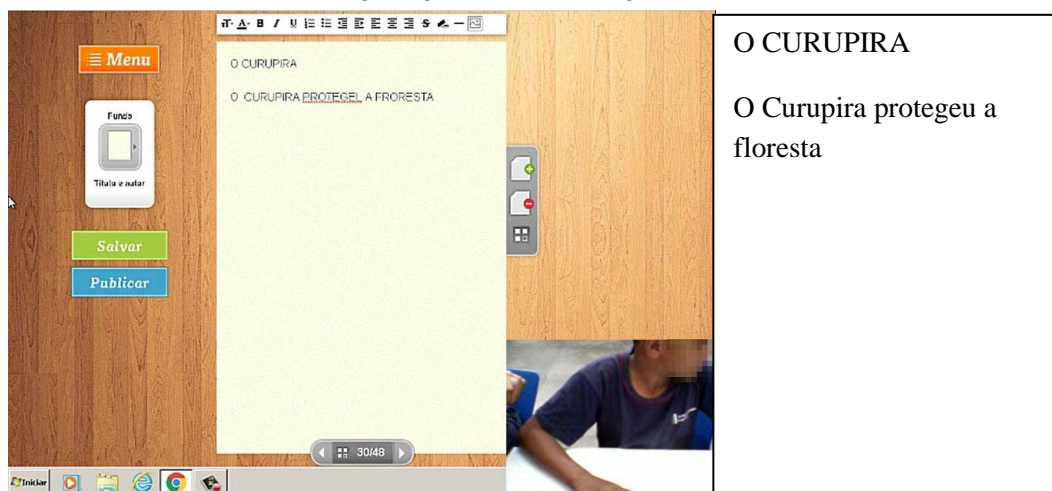 Menu
Fundo
Título e autor
Salvar
Publicar
O CURUPIRA
O CURUPIRA PROTEGEL A FRORESTA
30/48
Iniciar
O CURUPIRA
O Curupira protegeu a
floresta